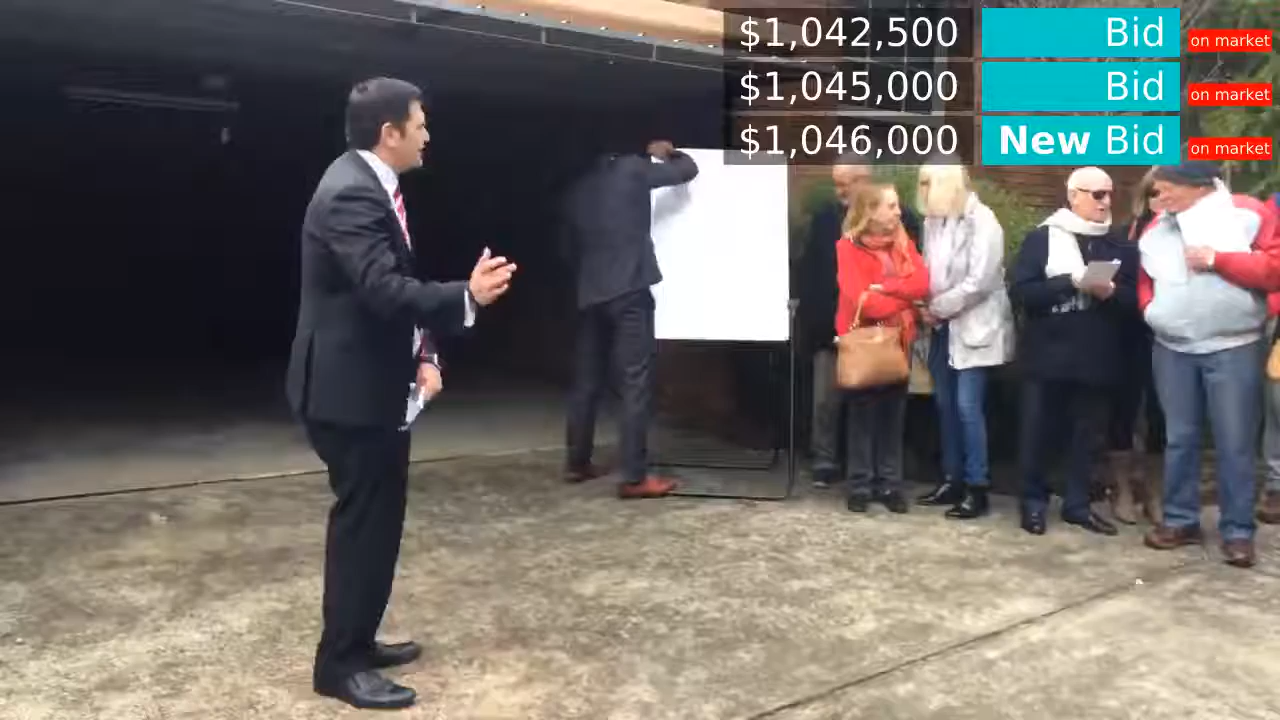 $1,042,500 Bid on market
$1,045,000 Bid on market
$1,046,000 New Bid on market